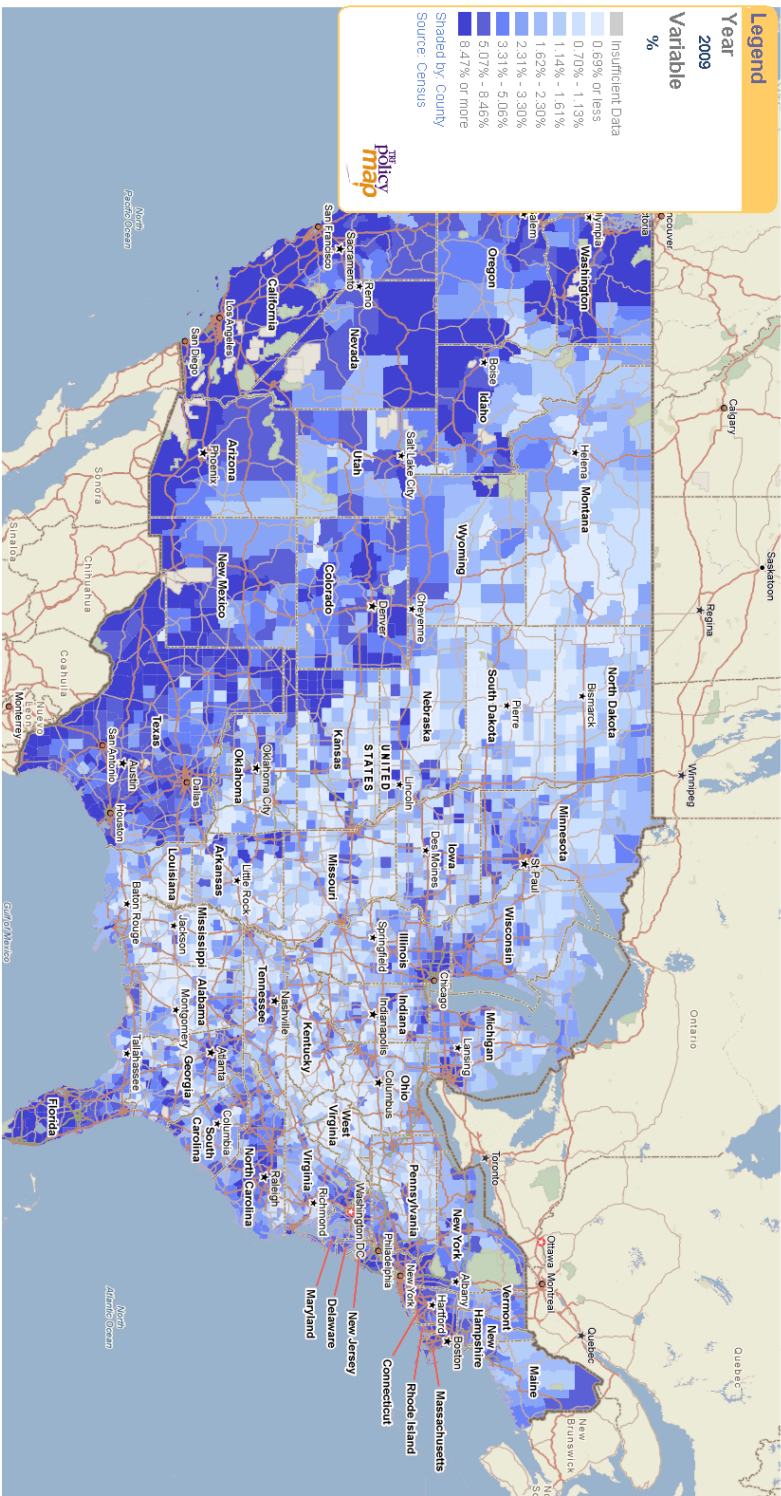 Legend
Year
2009
Variable
%
Insufficient Data
0.69% or less
0.70% - 1.13%
1.14% - 1.61%
1.62% - 2.30%
2.31% - 3.30%
3.31% - 5.06%
5.07% - 8.46%
8.47% or more
Shaded by: County
Source: Census
TRF
policy
map
ncouver
ctoria
lympia
alem
Calgary
Saskatoon
Regina
Winnipeg
Ontario
Quebec
Ottawa
Montreal
Quebec
Toronto
New
Brunswick
Washington
Oregon
Helena
Montana
North Dakota
Bismarck
Minnesota
St Paul
Boise
Idaho
Wyoming
Cheyenne
South Dakota
Pierre
Wisconsin
Michigan
Lansing
Vermont
New
Hampshire
Maine
New York
Albany
Boston
Hartford
Massachusetts
Rhode Island
Connecticut
New York
Philadelphia
Pennsylvania
New Jersey
Delaware
Maryland
Washington DC
Nebraska
Lincoln
Iowa
Des Moines
Chicago
Illinois
Springfield
Indiana
Indianapolis
Ohio
Columbus
West
Virginia
Virginia
Richmond
Reno
Sacramento
San Francisco
Nevada
California
Los Angeles
San Diego
Salt Lake City
Utah
Denver
Colorado
UNITED
STATES
Kansas
Missouri
Kentucky
Nashville
Tennessee
Raleigh
North Carolina
Columbia
South
Carolina
Arizona
Phoenix
New Mexico
Oklahoma City
Oklahoma
Little Rock
Arkansas
Mississippi
Jackson
Alabama
Montgomery
Atlanta
Georgia
Dallas
Texas
Austin
San Antonio
Houston
Louisiana
Baton Rouge
Tallahassee
Florida
Sonora
Sinaloa
Chihuahua
Coahuila
Nuevo
Leon
Monterrey
North
Pacific Ocean
Gulf of Mexico
North
Atlantic Ocean